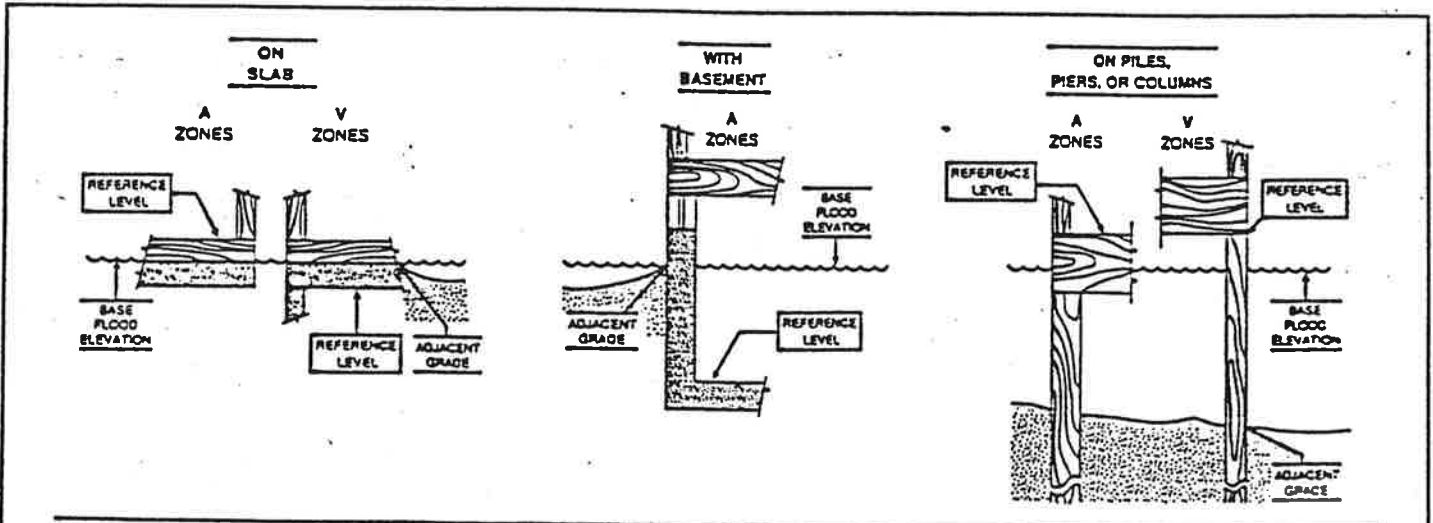 ON
SLAB
A
ZONES
V
ZONES
REFERENCE
LEVEL
BASE
FLOOD
ELEVATION
REFERENCE
LEVEL
ADJACENT
GRADE
WITH
BASEMENT
A
ZONES
BASE
FLOOD
ELEVATION
ADJACENT
GRADE
REFERENCE
LEVEL
ON PILES,
PIERS, OR COLUMNS
A
ZONES
V
ZONES
REFERENCE
LEVEL
REFERENCE
LEVEL
BASE
FLOOD
ELEVATION
ADJACENT
GRADE